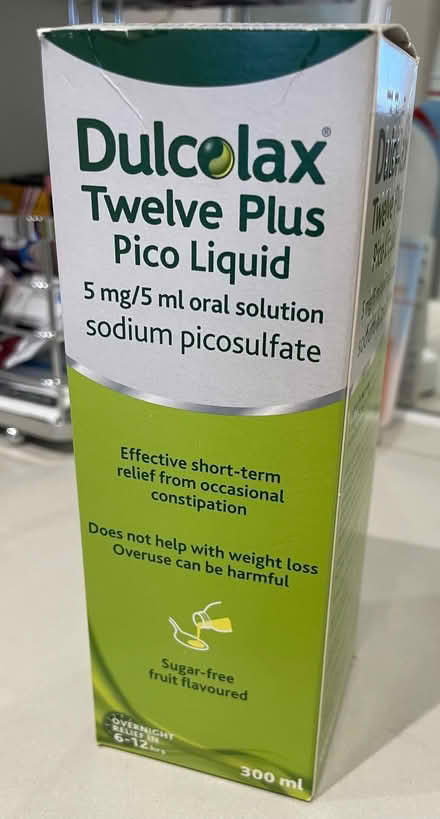 Dulcolax®
Twelve Plus
Pico Liquid
5 mg/5 ml oral solution
sodium picosulfate
Effective short-term
relief from occasional
constipation
Does not help with weight loss
Overuse can be harmful
Sugar-free
fruit flavoured
OVERNIGHT
RELIEF IN
6-12hrs
300 ml